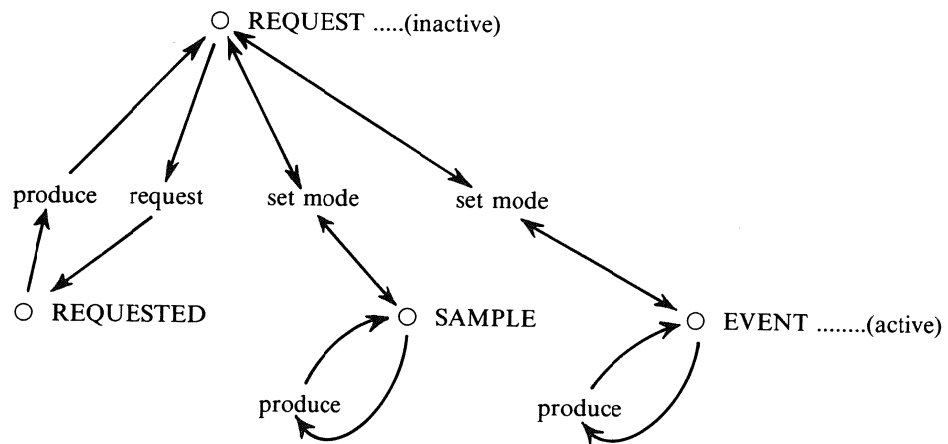 REQUEST .....(inactive)
produce request set mode set mode
REQUESTED SAMPLE EVENT ........(active)
produce produce